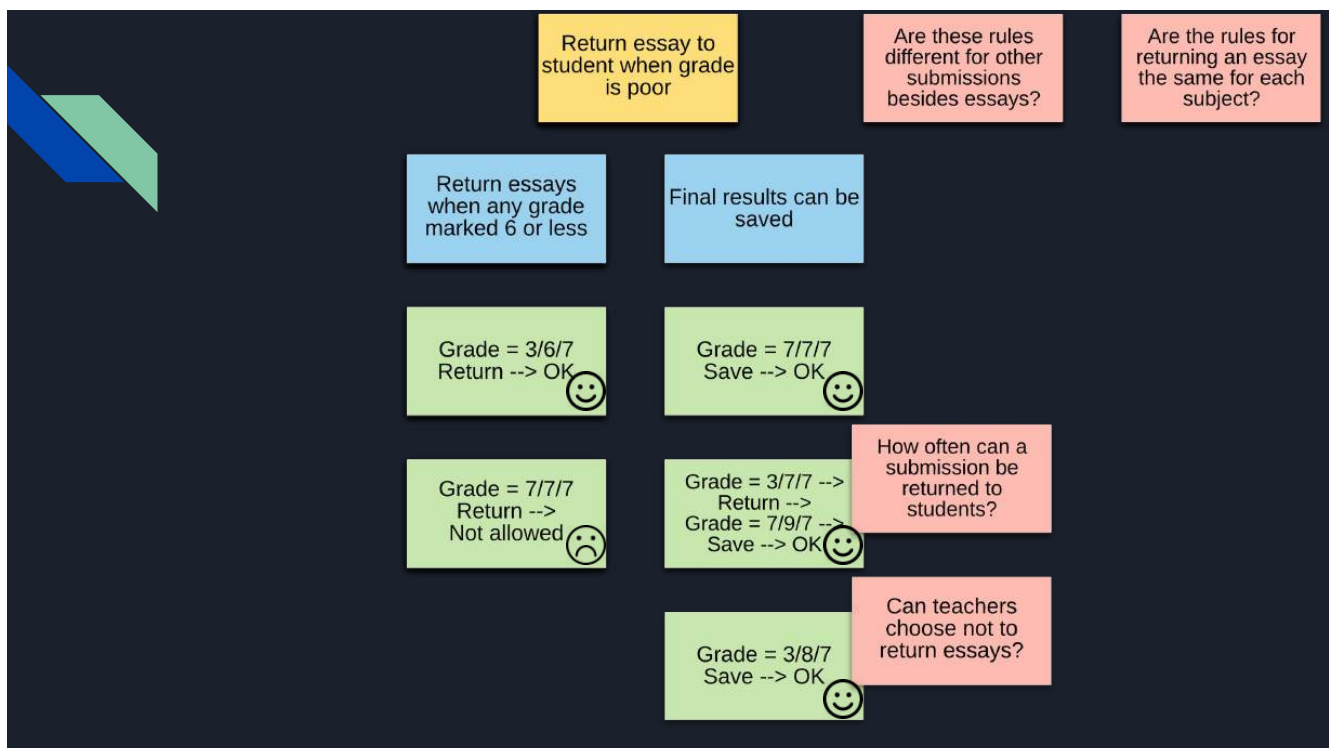 Return essay to
student when grade
is poor
Are these rules
different for other
submissions
besides essays?
Are the rules for
returning an essay
the same for each
subject?
Return essays
when any grade
marked 6 or less
Final results can be
saved
Grade = 3/6/7
Return --> OK
Grade = 7/7/7
Save --> OK
Grade = 7/7/7
Return -->
Not allowed
Grade = 3/7/7 -->
Return -->
Grade = 7/9/7 -->
Save --> OK
How often can a
submission be
returned to
students?
Grade = 3/8/7
Save --> OK
Can teachers
choose not to
return essays?